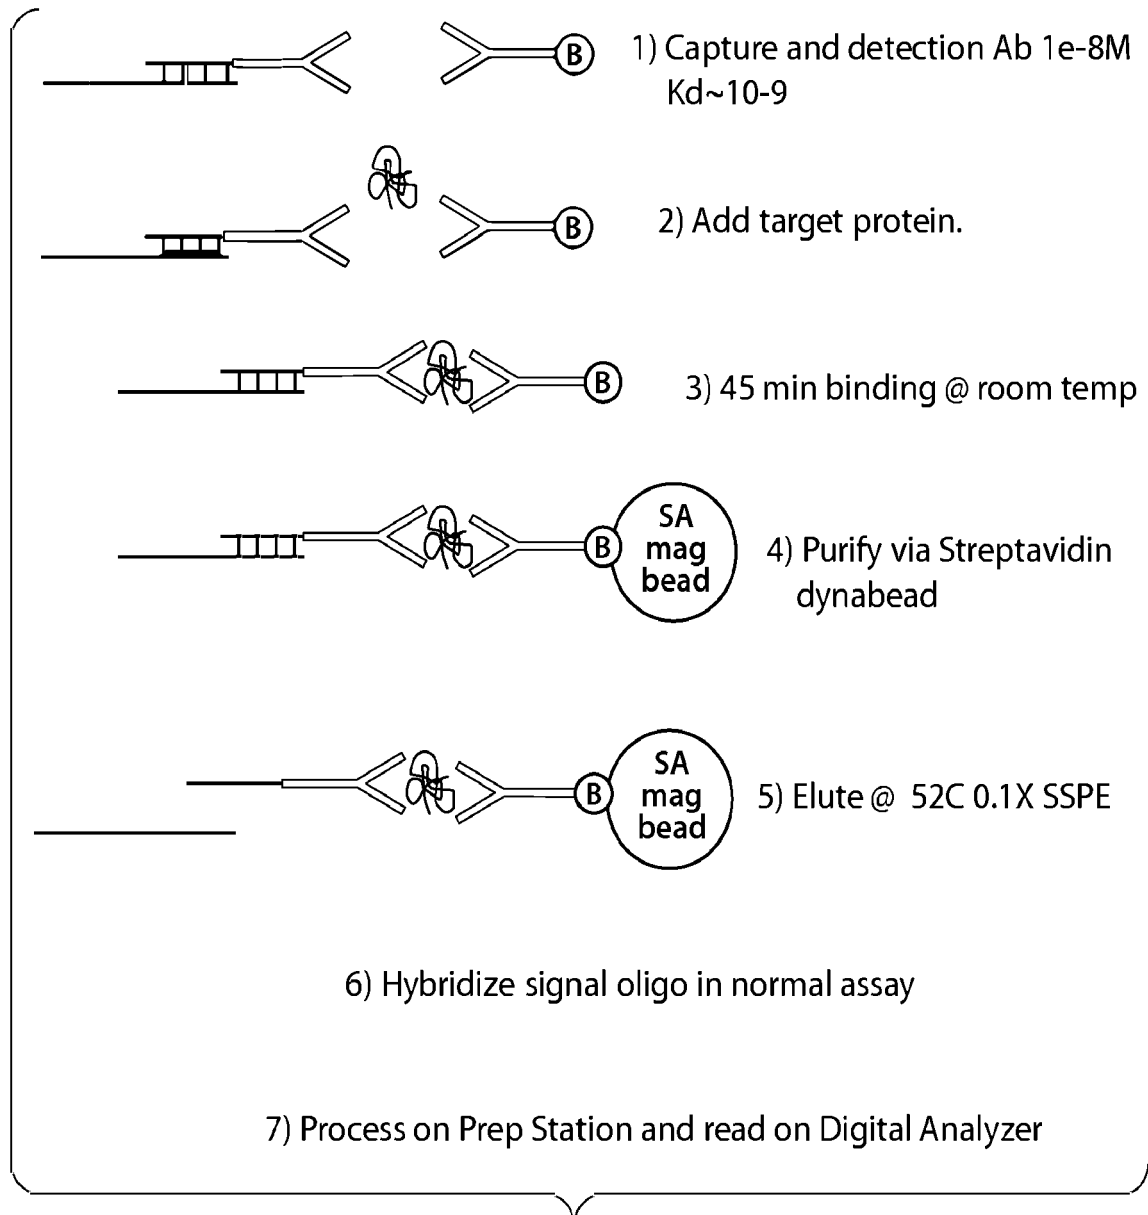 B
1) Capture and detection Ab 1e-8M
Kd~10-9
B
2) Add target protein.
B
3) 45 min binding @ room temp
B
SA
mag
bead
4) Purify via Streptavidin
dynabead
B
SA
mag
bead
5) Elute @ 52C 0.1X SSPE
6) Hybridize signal oligo in normal assay
7) Process on Prep Station and read on Digital Analyzer